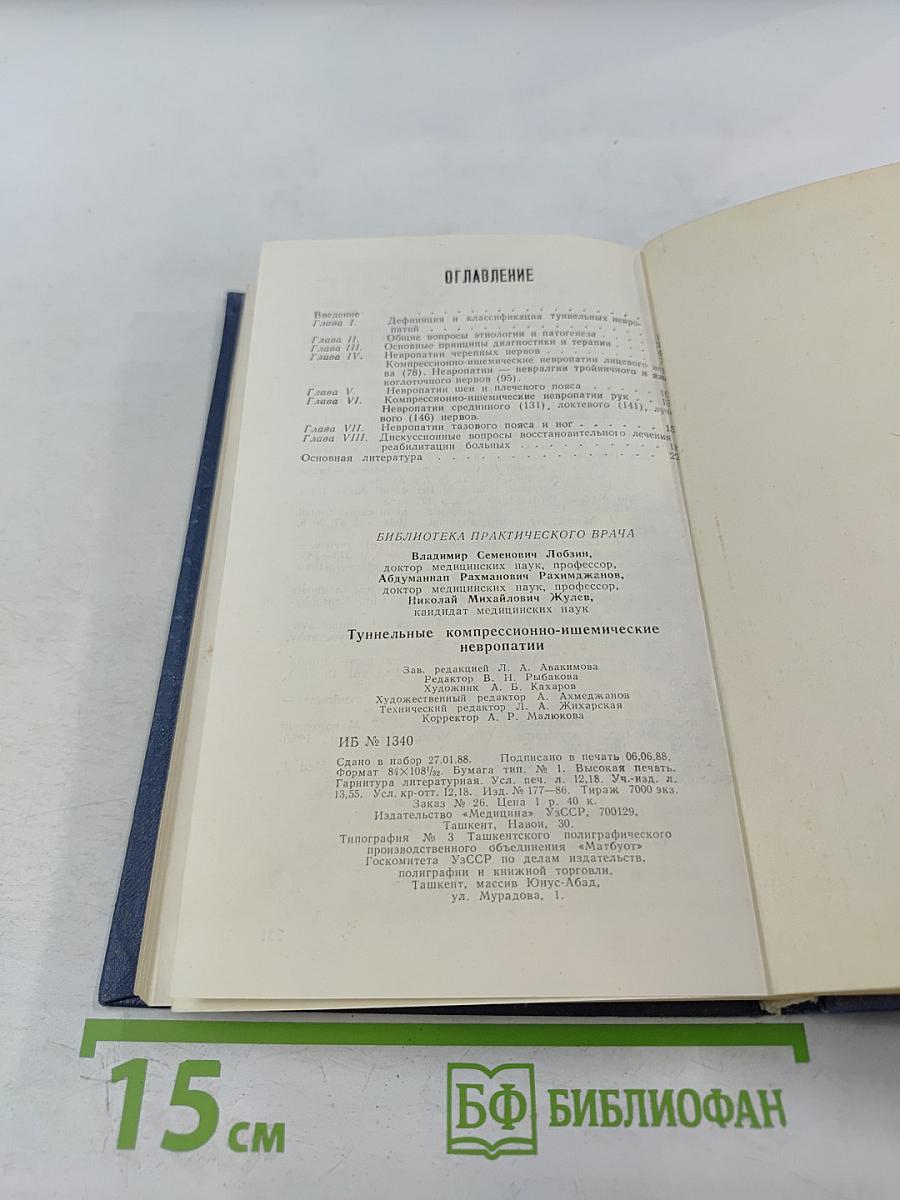 ОГЛАВЛЕНИЕ
Введение . . . . . . . . . . . . .
Глава I. Дефиниция и классификация туннельных невро-
патий . . . . . . . . . . . .
Глава II. Общие вопросы этиологии и патогенеза . . .
Глава III. Основные принципы диагностики и терапии . .
Глава IV. Невропатии черепных нервов . . . . . .
Компрессионно-ишемические невропатии лицевого
ва (78). Невропатии — невралгии тройничного и
коглоточного нервов (95).
Глава V. Невропатии шеи и плечевого пояса . . . .
Глава VI. Компрессионно-ишемические невропатии рук . .
Невропатии срединного (131), локтевого (141),
вого (146) нервов.
Глава VII. Невропатии тазового пояса и ног . . . . .
Глава VIII. Дискуссионные вопросы восстановительного лечения
реабилитации больных . . . . . . . .
Основная литература . . . . . . . . . . .
БИБЛИОТЕКА ПРАКТИЧЕСКОГО ВРАЧА
Владимир Семенович Лобзин,
доктор медицинских наук, профессор,
Абдуманнап Рахманович Рахимджанов,
доктор медицинских наук, профессор,
Николай Михайлович Жулев,
кандидат медицинских наук
Туннельные компрессионно-ишемические
невропатии
Зав. редакцией Л. А. Авакимова
Редактор В. Н. Рыбакова
Художник А. Б. Кахаров
Художественный редактор А. Ахмеджанов
Технический редактор Л. А. Жихарская
Корректор А. Р. Малюкова
ИБ № 1340
Сдано в набор 27.01.88. Подписано в печать 06.06.88.
Формат 84×108¹/₃₂. Бумага тип. № 1. Высокая печать.
Гарнитура литературная. Усл. печ. л. 12,18. Уч.-изд. л.
13,55. Усл. кр-отт. 12,18. Изд. № 177—86. Тираж 7000 экз.
Заказ № 26. Цена 1 р. 40 к.
Издательство «Медицина» УзССР, 700129,
Ташкент, Навои, 30.
Типография № 3 Ташкентского полиграфического
производственного объединения «Матбуот»
Госкомитета УзССР по делам издательств,
полиграфии и книжной торговли.
Ташкент, массив Юнус-Абад,
ул. Мурадова, 1.
15 см
БФ БИБЛИОФАН